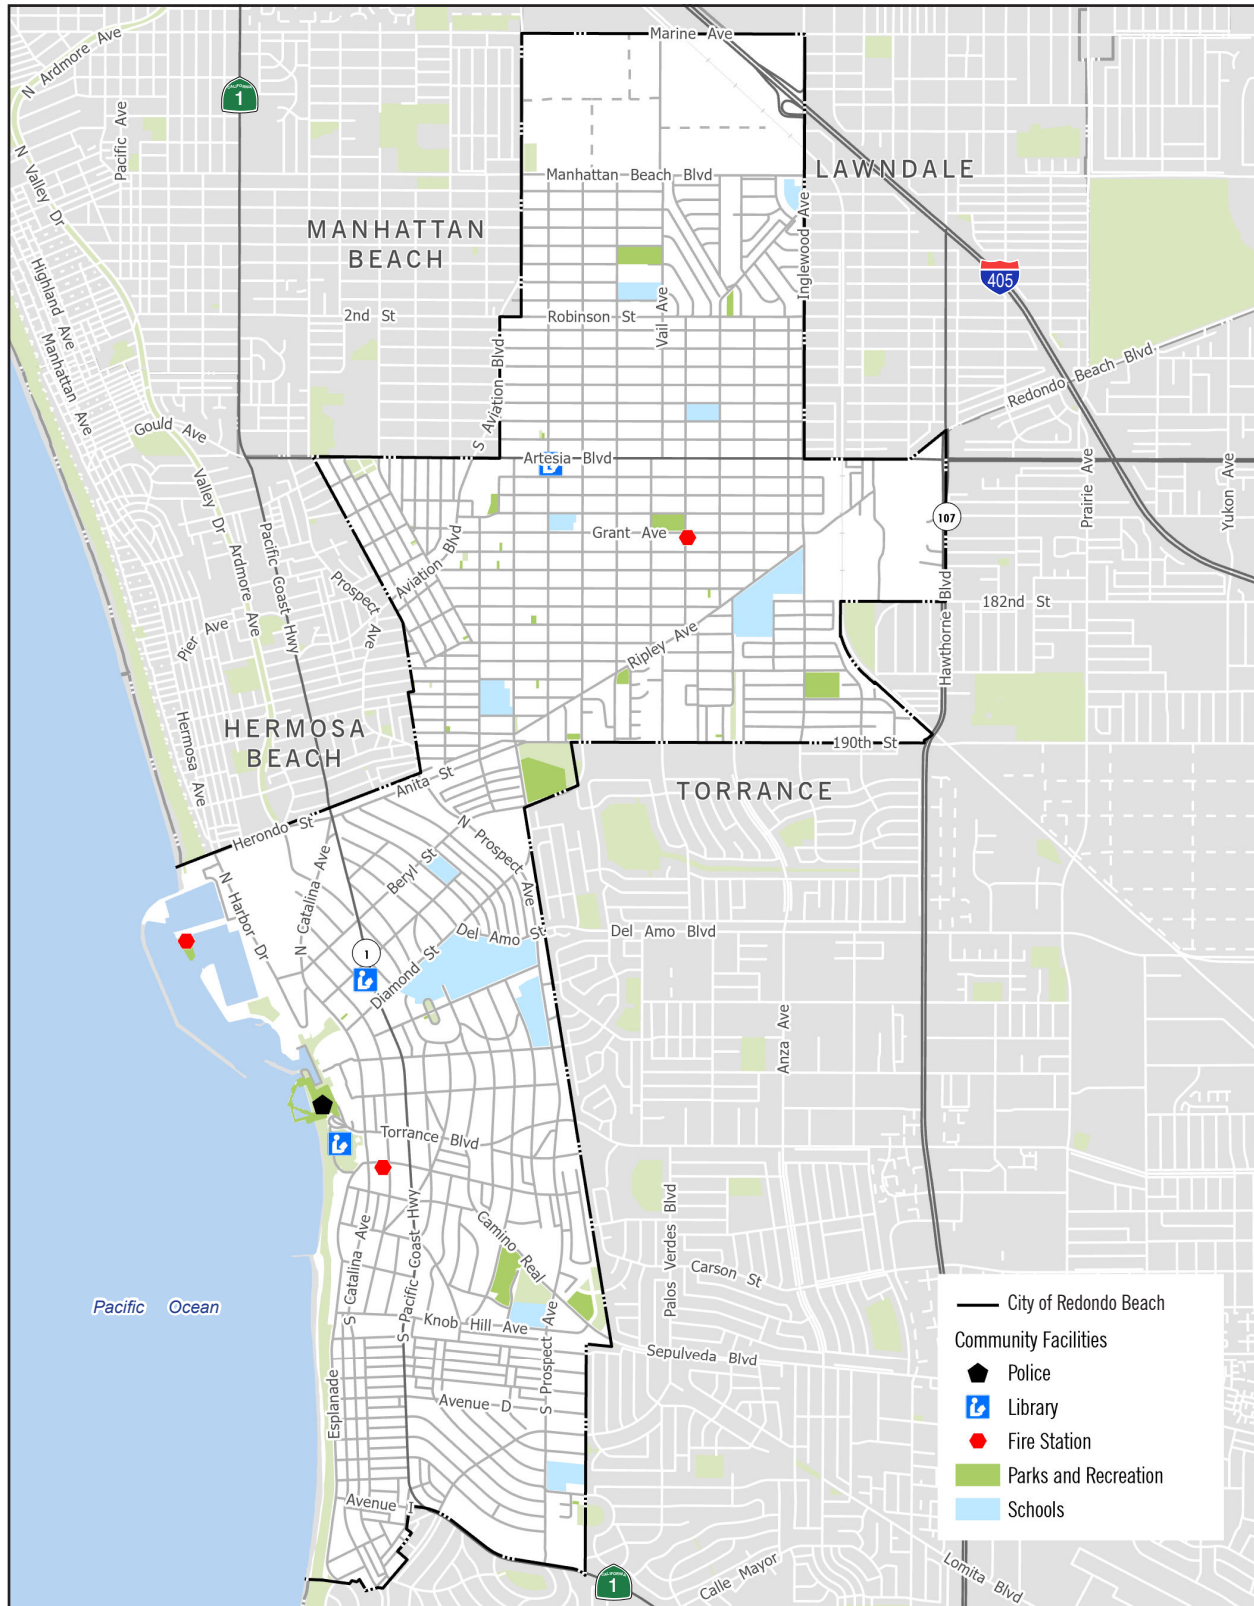 Marine Ave
N Ardmore Ave
CALIFORNIA
1
Pacific Ave
N Valley Dr
LAWNDALE
Manhattan Beach Blvd
Inglewood Ave
MANHATTAN
BEACH
405
Highland Ave
Manhattan Ave
2nd St
Robinson St
Vail Ave
S Aviation Blvd
Redondo Beach Blvd
Gould Ave
Artesia Blvd
Prairie Ave
Yukon Ave
Valley Dr
Ardmore Ave
Pacific Coast Hwy
107
Grant Ave
Aviation Blvd
Prospect Ave
182nd St
Hawthorne Blvd
Pier Ave
Ripley Ave
Hermosa Ave
HERMOSA
BEACH
190th St
Anita St
TORRANCE
Herondo St
N Prospect Ave
N Catalina Ave
Beryl St
N Harbor Dr
Del Amo St
Del Amo Blvd
1
Diamond St
Anza Ave
Torrance Blvd
Palos Verdes Blvd
S Catalina Ave
S Pacific Coast Hwy
Camino Real
Carson St
Pacific Ocean
Knob Hill Ave
S Prospect Ave
Sepulveda Blvd
Esplanade
Avenue D
Avenue I
CALIFORNIA
1
Calle Mayor
Lomita Blvd
City of Redondo Beach
Community Facilities
Police
Library
Fire Station
Parks and Recreation
Schools